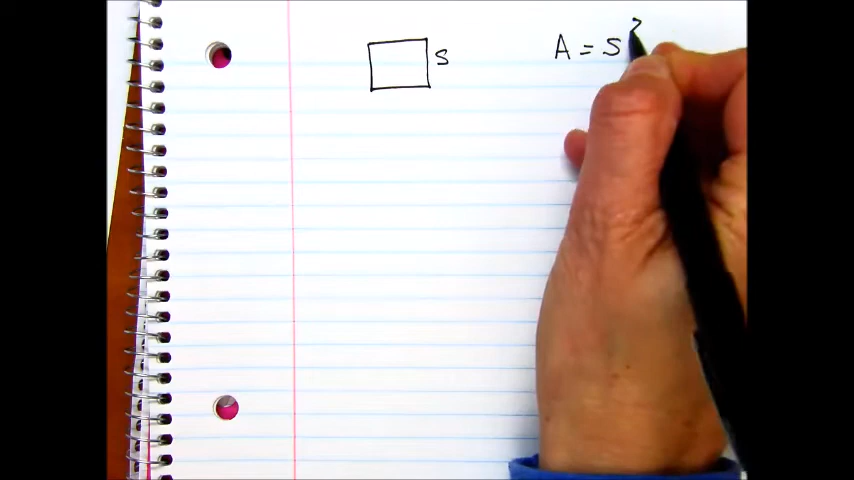 S
A = S²